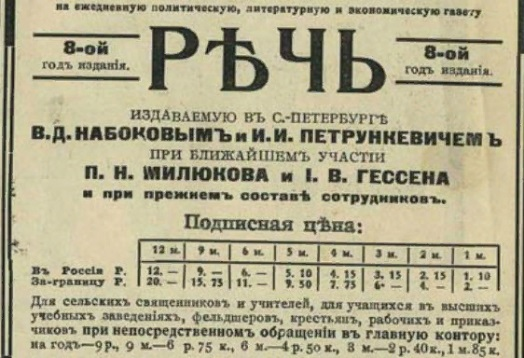 на ежедневную политическую, литературную и экономическую газету
8-ой
годъ изданія.
РѢЧЬ
8-ой
годъ изданія.
ИЗДАВАЕМУЮ ВЪ С.-ПЕТЕРБУРГѢ
В.Д. НАБОКОВЫМЪ и И.И. ПЕТРУНКЕВИЧЕМЪ
ПРИ БЛИЖАЙШЕМЪ УЧАСТІИ
П. Н. МИЛЮКОВА и І. В. ГЕССЕНА
и при прежнемъ составѣ сотрудниковъ.
Подписная цѣна:
12 м. 9 м. 6 м. 5 м. 4 м. 3 м. 2 м. 1 м.
Въ Россіи Р. 12. — 9. — 6. — 5. 10 4. 15 3. 15 2. 15 1. 10
За-границу Р. 20. — 15. 75 11. — 9. 50 7. 75 6 — 4. — 2. —
Для сельскихъ священниковъ и учителей, для учащихся въ высшихъ
учебныхъ заведеніяхъ, фельдшеровъ, крестьянъ, рабочихъ и приказ-
чиковъ при непосредственномъ обращеніи въ главную контору:
на годъ—9 р., 9 м.—6 р. 75 к., 6 м.—4 р. 50 к., 3 м.—2 р. 40 к., 1 м. 85 к.